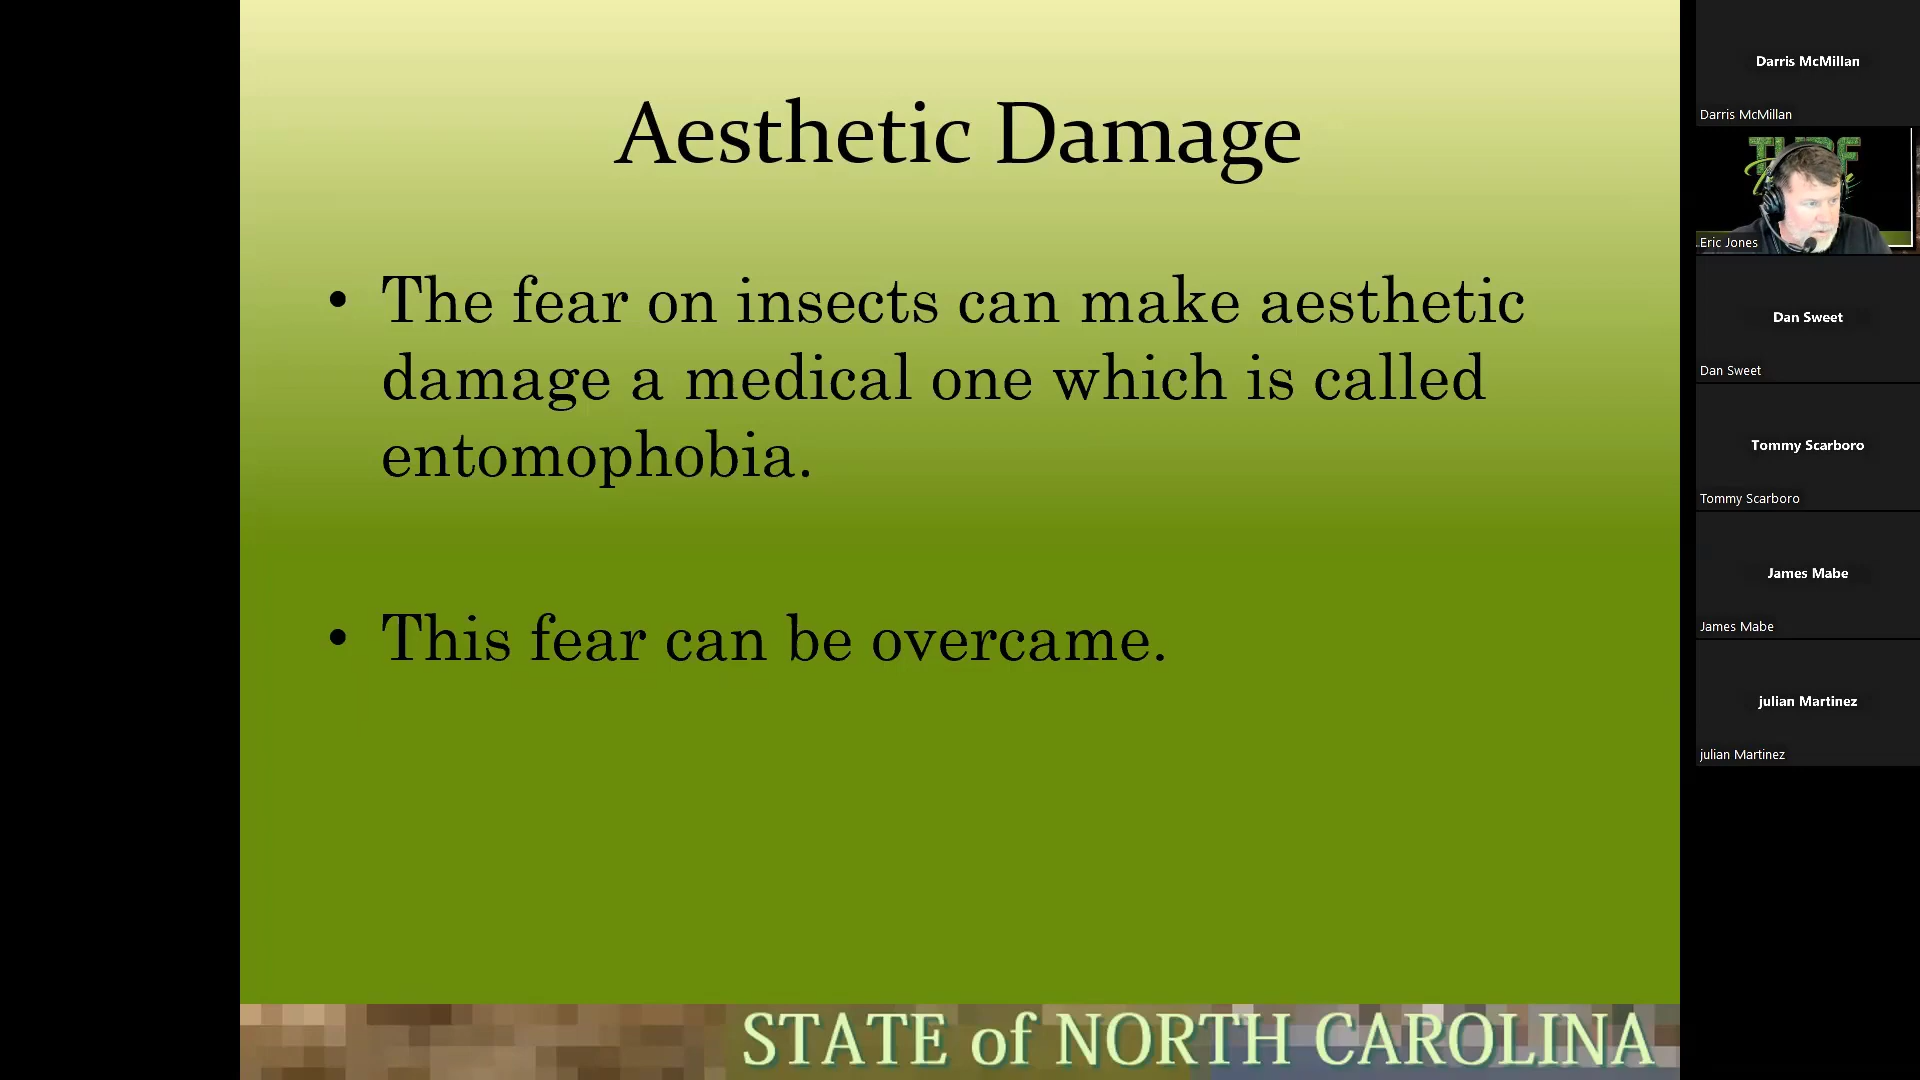 Aesthetic Damage
• The fear on insects can make aesthetic
damage a medical one which is called
entomophobia.
• This fear can be overcame.
STATE of NORTH CAROLINA
Darris McMillan
Darris McMillan
TURF
Eric Jones
Dan Sweet
Dan Sweet
Tommy Scarboro
Tommy Scarboro
James Mabe
James Mabe
julian Martinez
julian Martinez